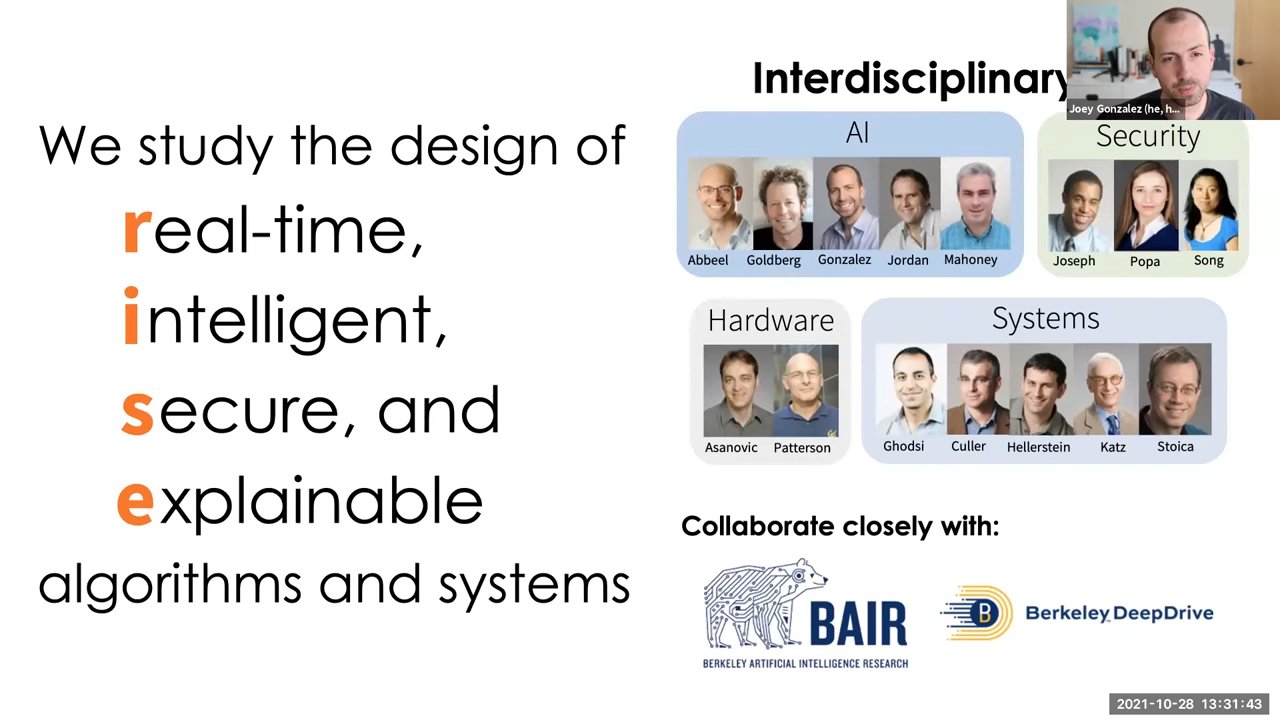 We study the design of
real-time,
intelligent,
secure, and
explainable
algorithms and systems
Interdisciplinary
Joey Gonzalez (he, h...
AI
Abbeel Goldberg Gonzalez Jordan Mahoney
Security
Joseph Popa Song
Hardware
Asanovic Patterson
Systems
Ghodsi Culler Hellerstein Katz Stoica
Collaborate closely with:
BAIR
BERKELEY ARTIFICIAL INTELLIGENCE RESEARCH
B
Berkeley DeepDrive
2021-10-28 13:31:43